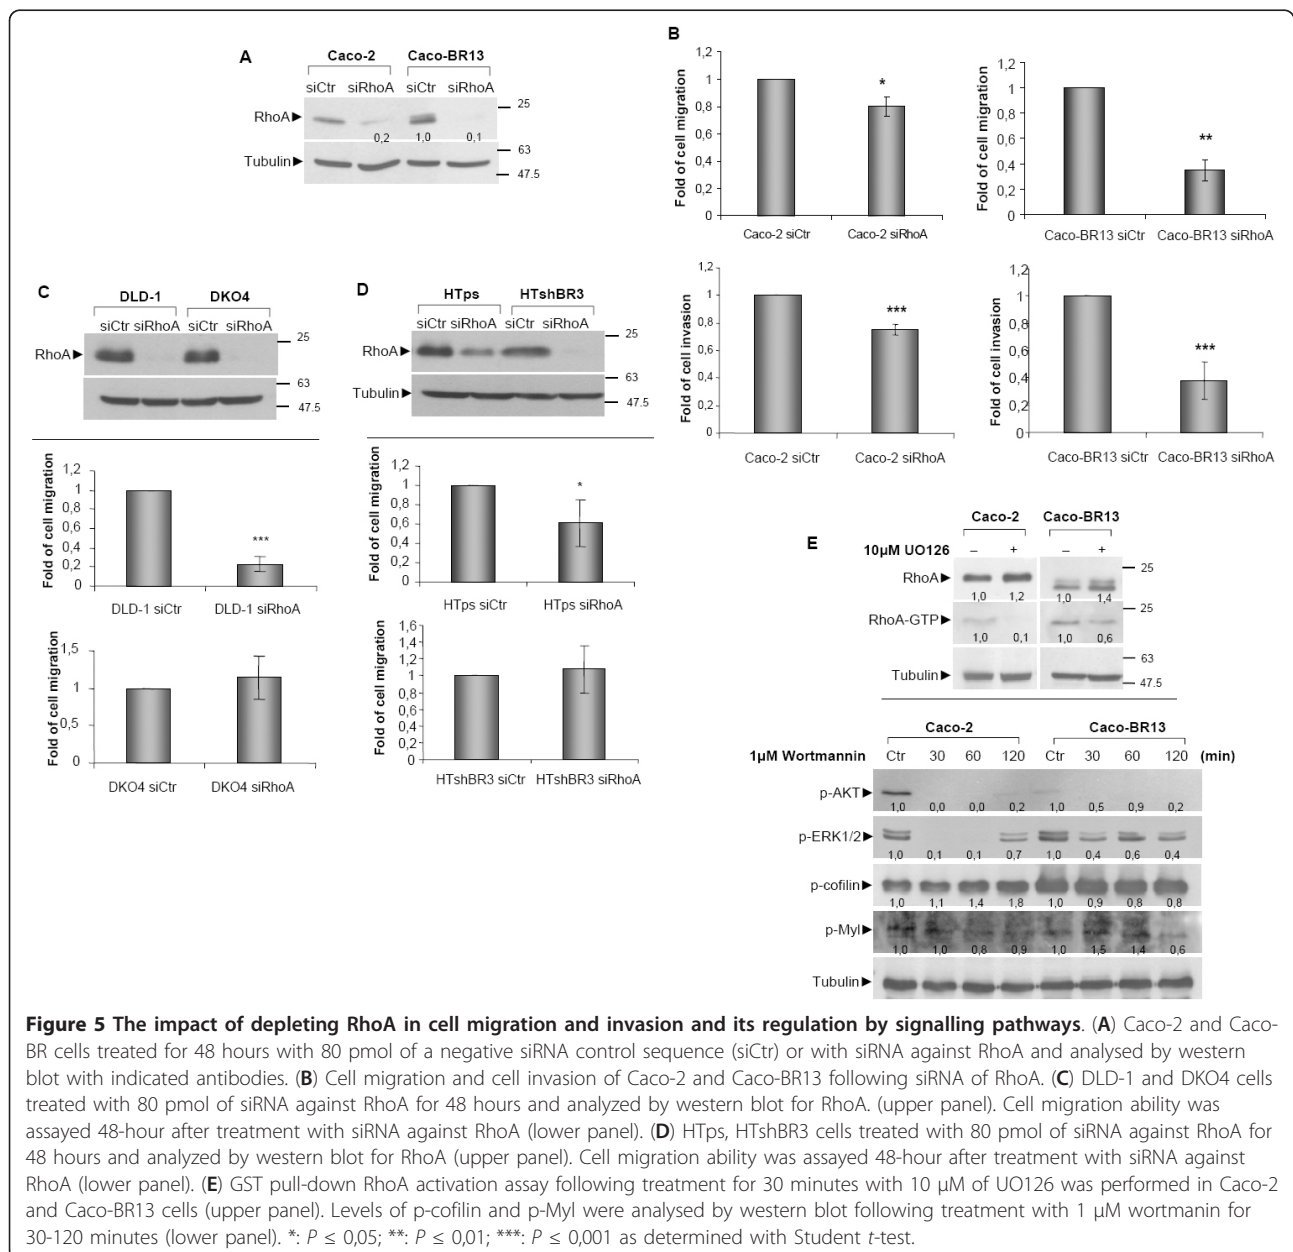 A
Caco-2 Caco-BR13
siCtr siRhoA siCtr siRhoA
RhoA
25
0,2 1,0 0,1
Tubulin
63
47.5
B
Fold of cell migration
1,2
1
0,8
0,6
0,4
0,2
0
*
Caco-2 siCtr Caco-2 siRhoA
Fold of cell migration
1,2
1
0,8
0,6
0,4
0,2
0
**
Caco-BR13 siCtr Caco-BR13 siRhoA
Fold of cell invasion
1,2
1
0,8
0,6
0,4
0,2
0
***
Caco-2 siCtr Caco-2 siRhoA
Fold of cell invasion
1,2
1
0,8
0,6
0,4
0,2
0
***
Caco-BR13 siCtr Caco-BR13 siRhoA
C
DLD-1 DKO4
siCtr siRhoA siCtr siRhoA
RhoA
25
63
47.5
Fold of cell migration
1,2
1
0,8
0,6
0,4
0,2
0
***
DLD-1 siCtr DLD-1 siRhoA
Fold of cell migration
1,5
1
0,5
0
DKO4 siCtr DKO4 siRhoA
D
HTps HTshBR3
siCtr siRhoA siCtr siRhoA
RhoA
25
Tubulin
63
47.5
Fold of cell migration
1,2
1
0,8
0,6
0,4
0,2
0
*
HTps siCtr HTps siRhoA
Fold of cell migration
1,6
1,4
1,2
1
0,8
0,6
0,4
0,2
0
HTshBR3 siCtr HTshBR3 siRhoA
E
Caco-2 Caco-BR13
10µM UO126 – + – +
RhoA
25
1,0 1,2 1,0 1,4
RhoA-GTP
25
1,0 0,1 1,0 0,6
Tubulin
63
47.5
Caco-2 Caco-BR13
1µM Wortmannin Ctr 30 60 120 Ctr 30 60 120 (min)
p-AKT
1,0 0,0 0,0 0,2 1,0 0,5 0,9 0,2
p-ERK1/2
1,0 0,1 0,1 0,7 1,0 0,4 0,6 0,4
p-cofilin
1,0 1,1 1,4 1,8 1,0 0,9 0,8 0,8
p-Myl
1,0 1,0 0,8 0,9 1,0 1,5 1,4 0,6
Tubulin
Figure 5 The impact of depleting RhoA in cell migration and invasion and its regulation by signalling pathways. (A) Caco-2 and Caco-
BR cells treated for 48 hours with 80 pmol of a negative siRNA control sequence (siCtr) or with siRNA against RhoA and analysed by western
blot with indicated antibodies. (B) Cell migration and cell invasion of Caco-2 and Caco-BR13 following siRNA of RhoA. (C) DLD-1 and DKO4 cells
treated with 80 pmol of siRNA against RhoA for 48 hours and analyzed by western blot for RhoA. (upper panel). Cell migration ability was
assayed 48-hour after treatment with siRNA against RhoA (lower panel). (D) HTps, HTshBR3 cells treated with 80 pmol of siRNA against RhoA for
48 hours and analyzed by western blot for RhoA (upper panel). Cell migration ability was assayed 48-hour after treatment with siRNA against
RhoA (lower panel). (E) GST pull-down RhoA activation assay following treatment for 30 minutes with 10 µM of UO126 was performed in Caco-2
and Caco-BR13 cells (upper panel). Levels of p-cofilin and p-Myl were analysed by western blot following treatment with 1 µM wortmanin for
30-120 minutes (lower panel). *: P ≤ 0,05; **: P ≤ 0,01; ***: P ≤ 0,001 as determined with Student t-test.